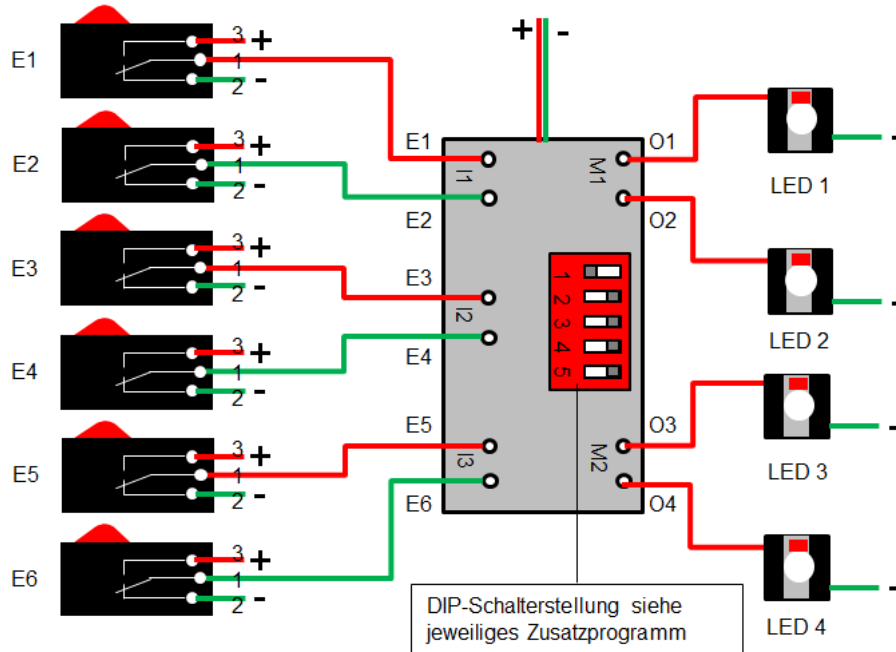 E1
3 +
1
2 -
E2
3 +
1
2 -
E3
3 +
1
2 -
E4
3 +
1
2 -
E5
3 +
1
2 -
E6
3 +
1
2 -
+ -
E1
I1
E2
E3
I2
E4
E5
I3
E6
O1
M1
O2
O3
M2
O4
1
2
3
4
5
DIP-Schalterstellung siehe
jeweiliges Zusatzprogramm
-
LED 1
-
LED 2
-
LED 3
-
LED 4